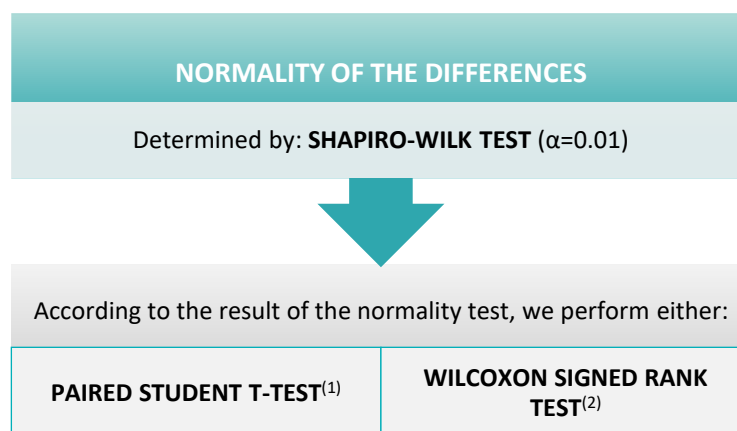 NORMALITY OF THE DIFFERENCES
Determined by: SHAPIRO-WILK TEST (α=0.01)
According to the result of the normality test, we perform either:
PAIRED STUDENT T-TEST(1)
WILCOXON SIGNED RANK
TEST(2)